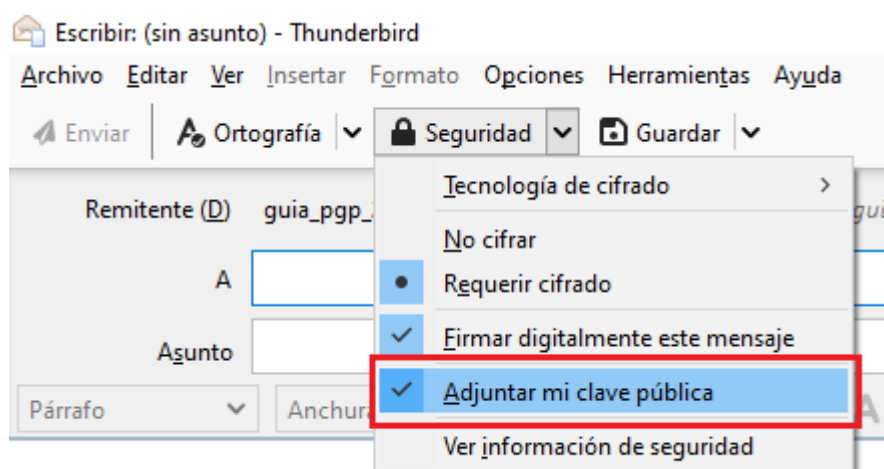 Escribir: (sin asunto) - Thunderbird
Archivo Editar Ver Insertar Formato Opciones Herramientas Ayuda
Enviar Ortografía Seguridad Guardar
Tecnología de cifrado
Remitente (D) guia_pgp_
No cifrar
A
Requerir cifrado
Firmar digitalmente este mensaje
Asunto
Adjuntar mi clave pública
Párrafo Anchura
Ver información de seguridad